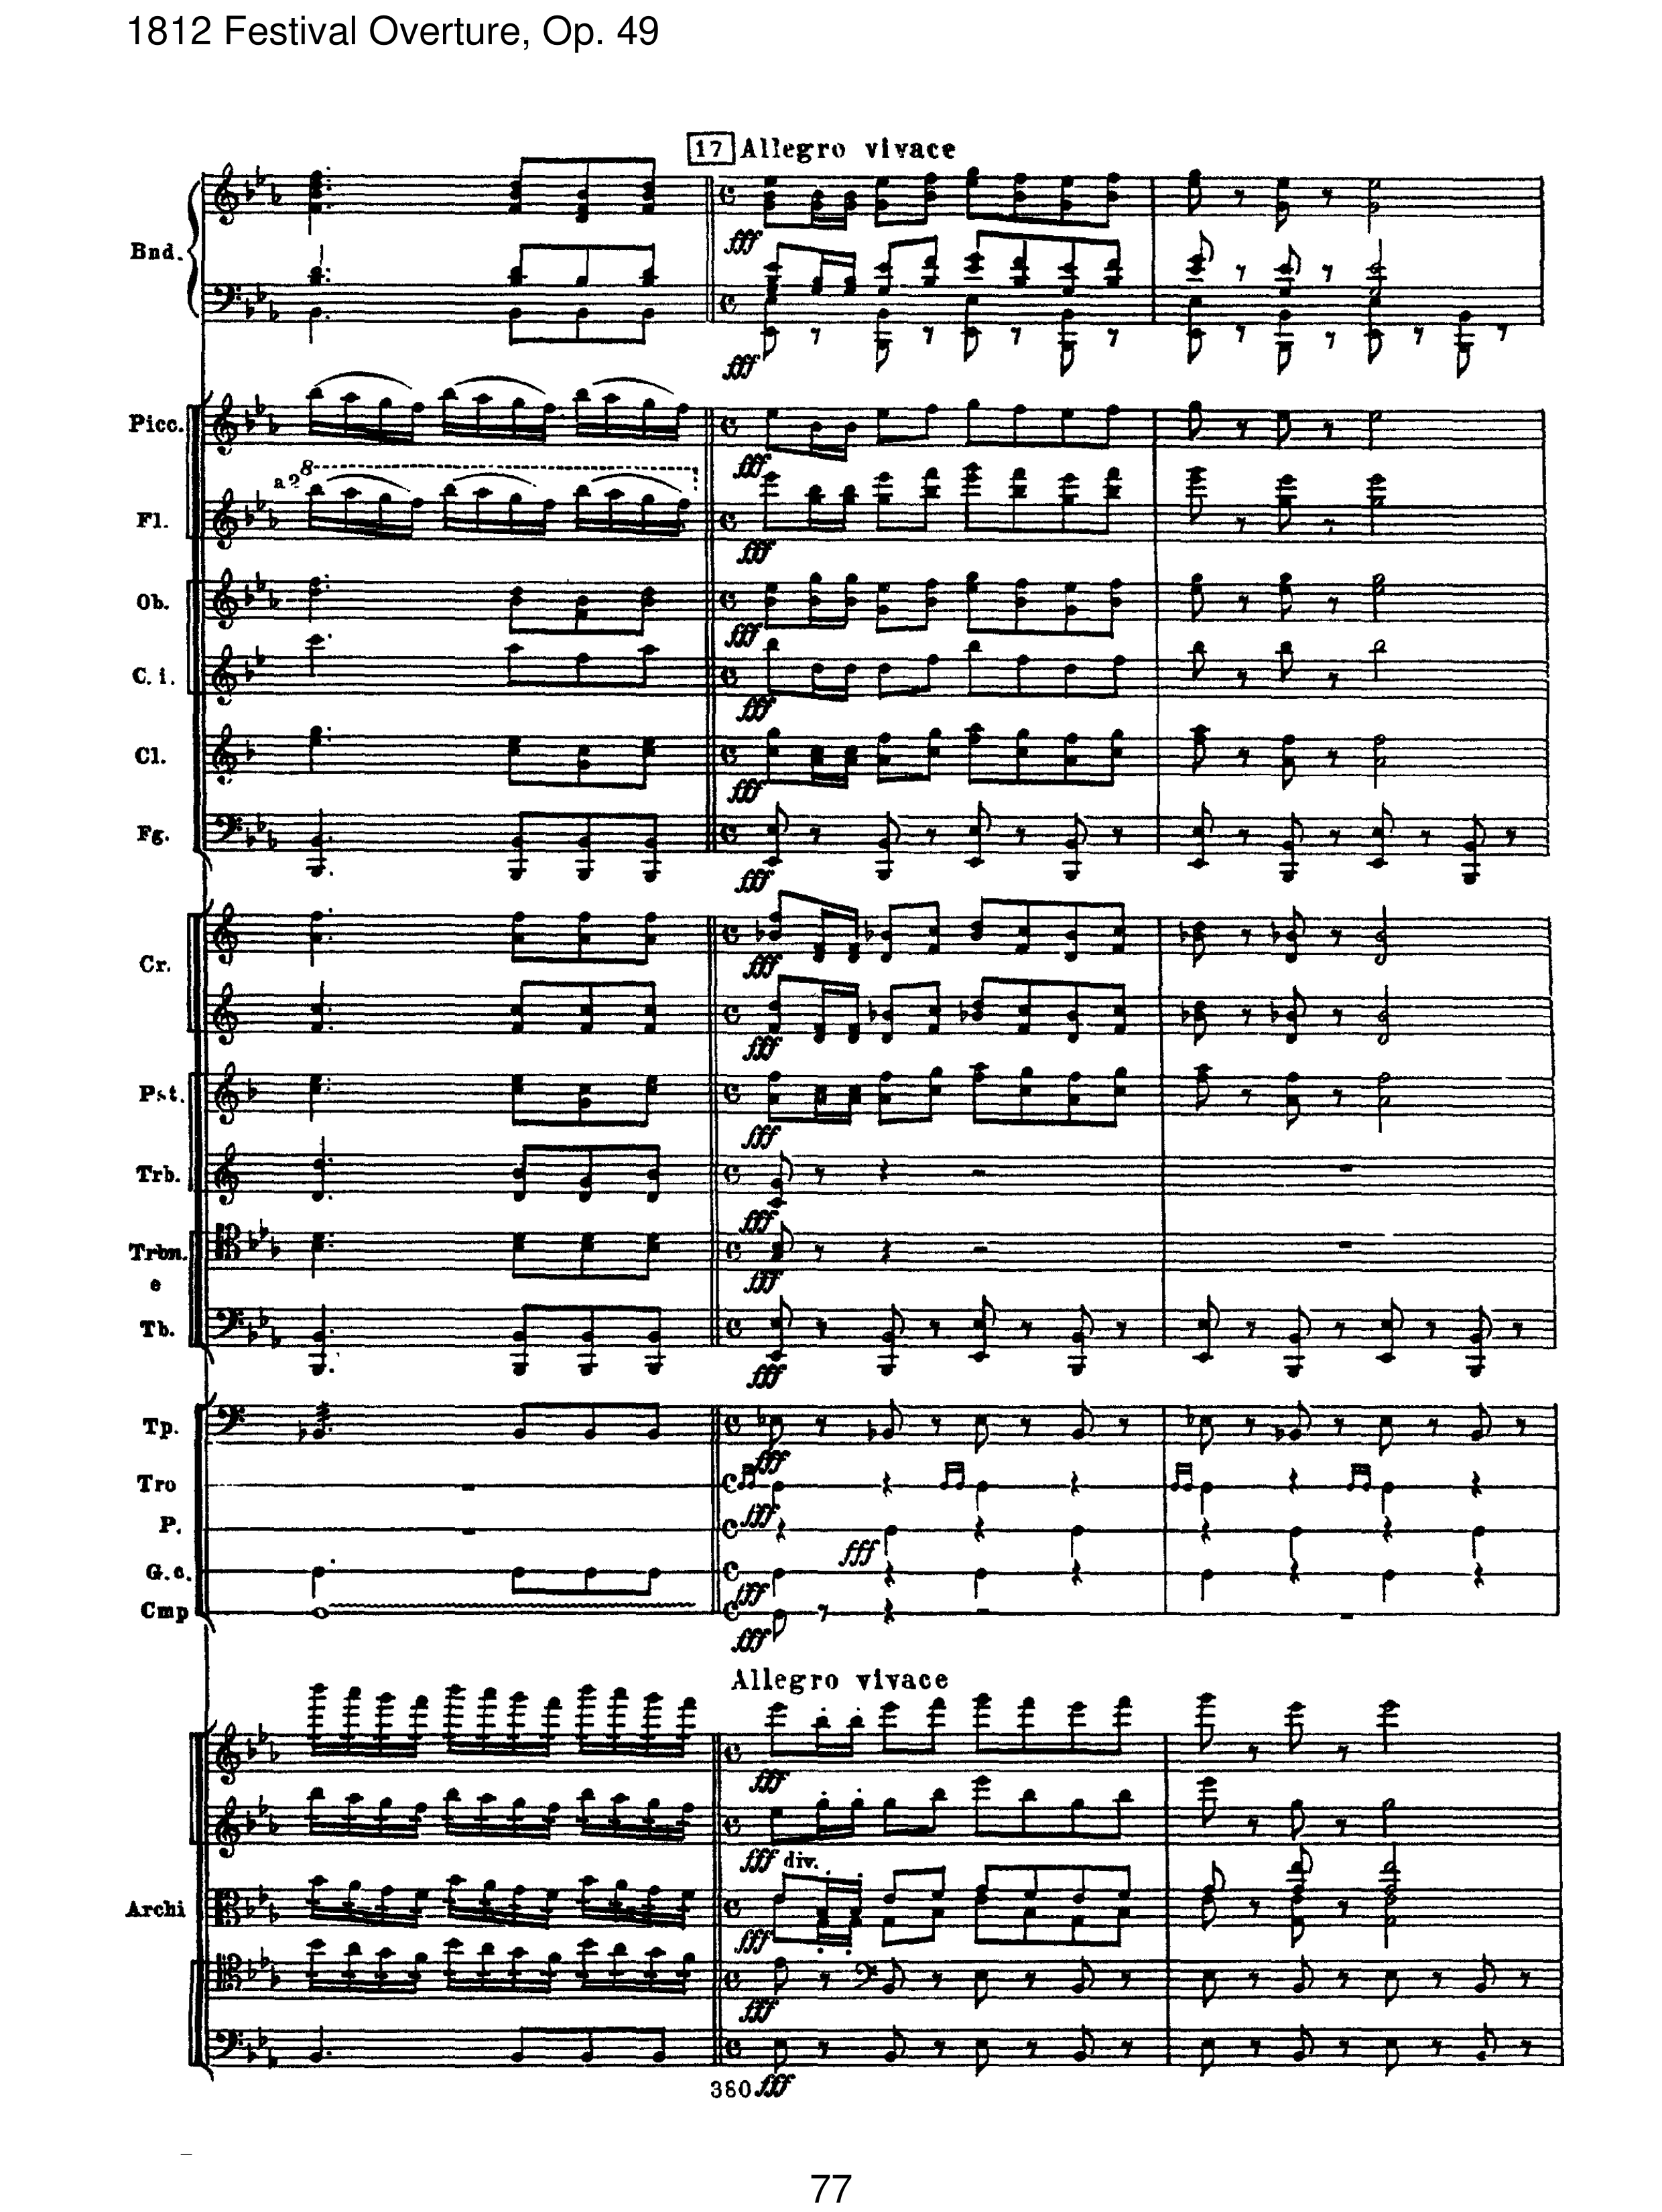 1812 Festival Overture, Op. 49
17 Allegro vivace
Bnd.
fff
fff
Picc.
fff
a2 8
Fl.
fff
Ob.
fff
C. i.
fff
Cl.
fff
Fg.
fff
Cr.
fff
fff
Pst.
fff
Trb.
fff
Trbn.
e
fff
Tb.
fff
Tp.
fff
Tro
fff
P.
fff
G.c.
fff
Cmp
fff
Allegro vivace
fff
fff div.
Archi
fff
fff
380 fff
77